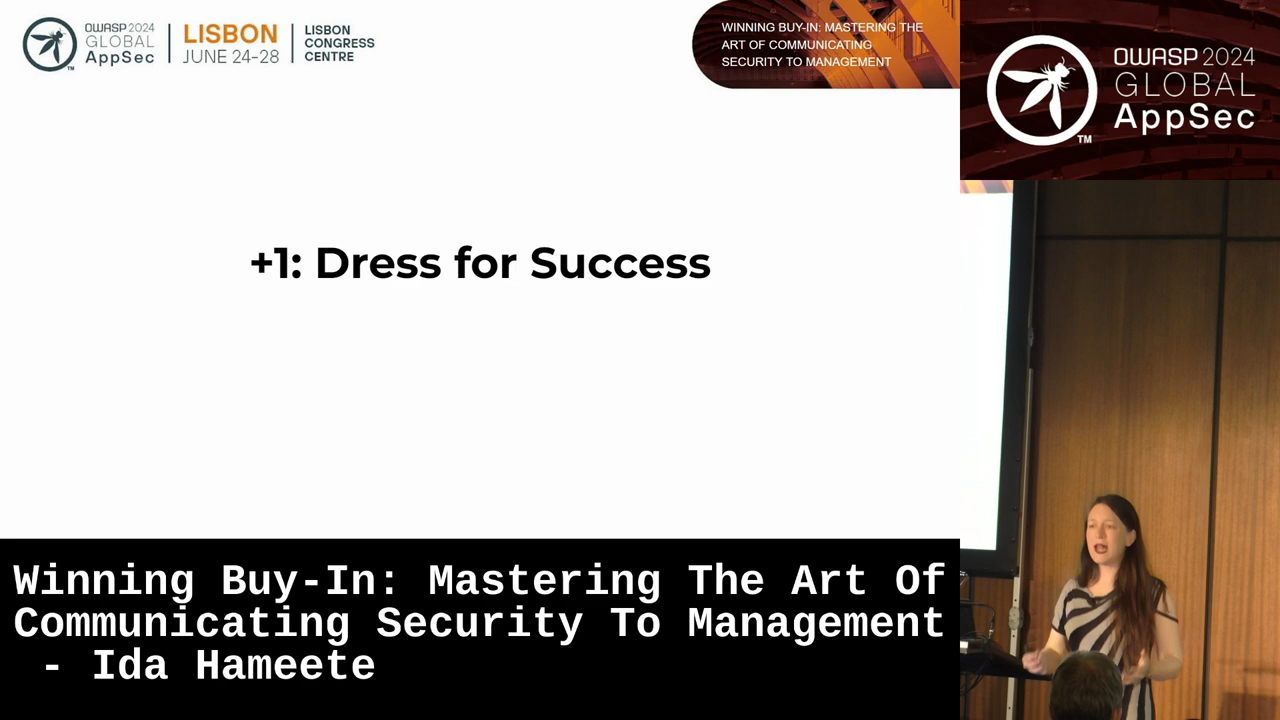 OWASP 2024
GLOBAL
AppSec
TM
LISBON
JUNE 24-28
LISBON
CONGRESS
CENTRE
WINNING BUY-IN: MASTERING THE
ART OF COMMUNICATING
SECURITY TO MANAGEMENT
OWASP 2024
GLOBAL
AppSec
TM
+1: Dress for Success
Winning Buy-In: Mastering The Art Of
Communicating Security To Management
- Ida Hameete